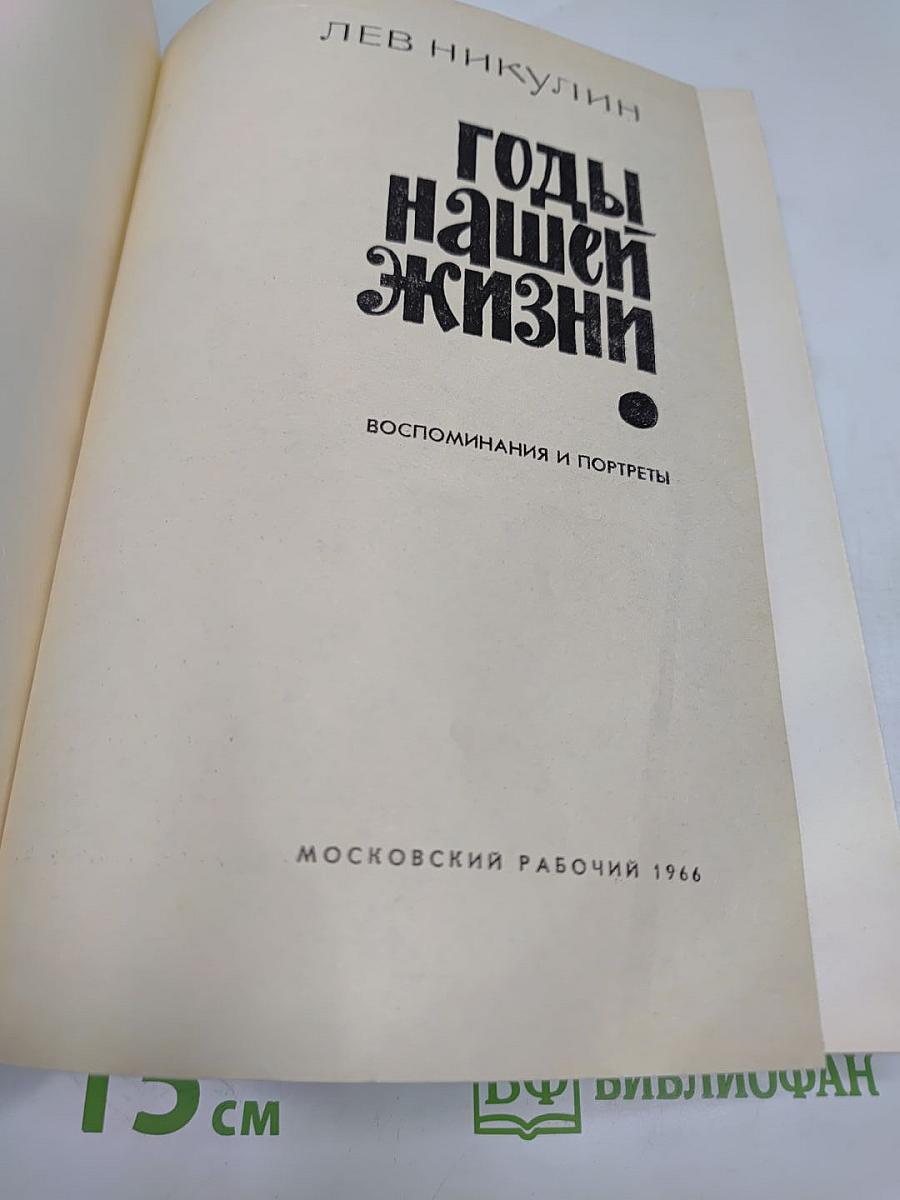 ЛЕВ НИКУЛИН
ГОДЫ
НАШЕЙ
ЖИЗНИ
ВОСПОМИНАНИЯ И ПОРТРЕТЫ
МОСКОВСКИЙ РАБОЧИЙ 1966
15 СМ
БФ БИБЛИОФАН